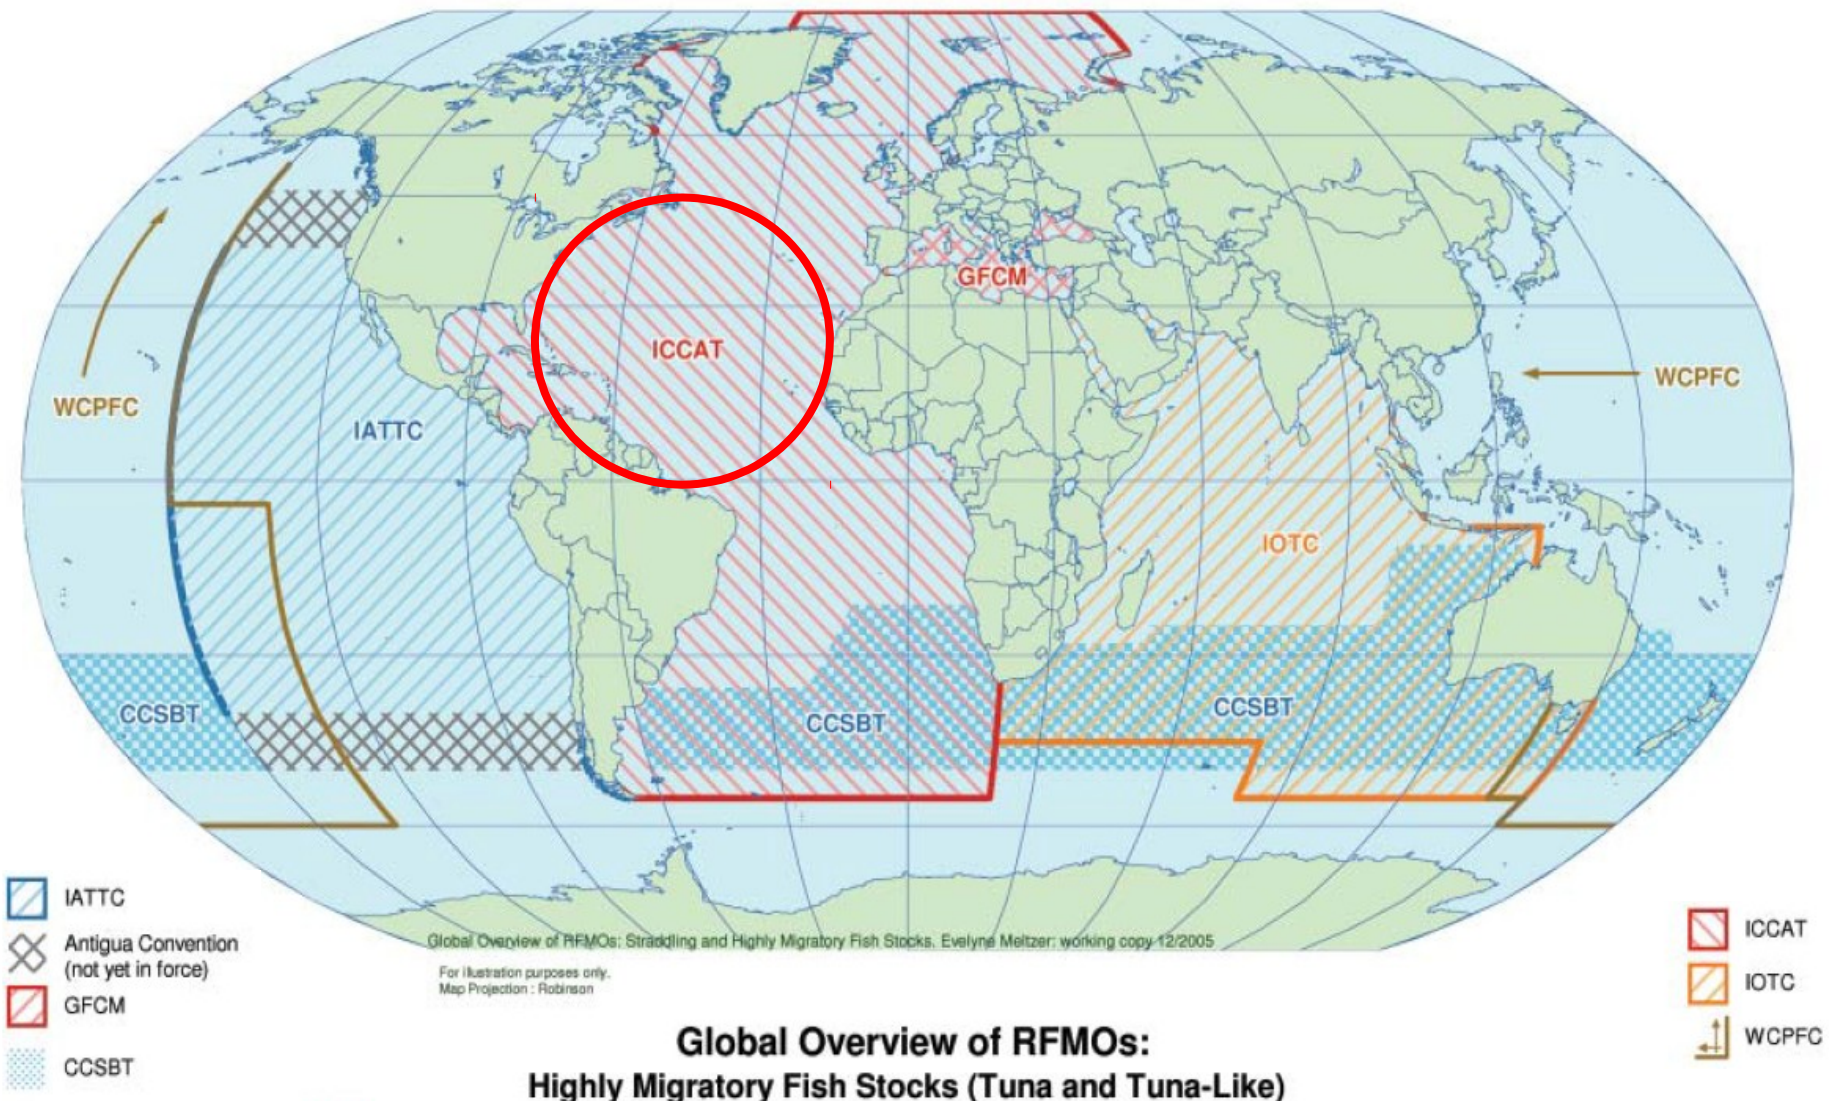 GFCM
ICCAT
WCPFC
WCPFC
IATTC
IOTC
CCSBT
CCSBT
CCSBT
IATTC
Antigua Convention
(not yet in force)
GFCM
CCSBT
Global Overview of RFMOs: Straddling and Highly Migratory Fish Stocks. Evelyne Meltzer: working copy 12/2005
For illustration purposes only.
Map Projection : Robinson
ICCAT
IOTC
WCPFC
Global Overview of RFMOs:
Highly Migratory Fish Stocks (Tuna and Tuna-Like)